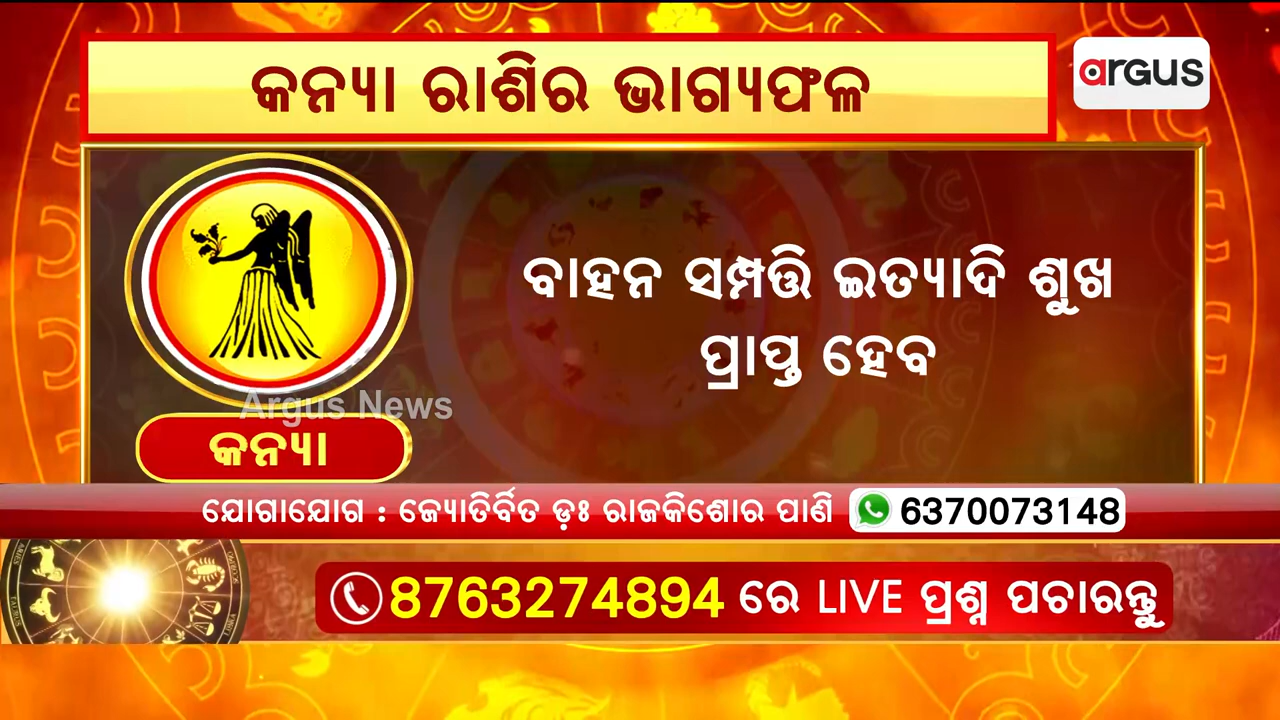 କନ୍ୟା ରାଶିର ଭାଗ୍ୟଫଳ
argus
ବାହନ ସମ୍ପତ୍ତି ଇତ୍ୟାଦି ଶୁଖ
ପ୍ରାପ୍ତ ହେବ
Argus News
କନ୍ୟା
ଯୋଗାଯୋଗ : ଜ୍ୟୋତିର୍ବିତ ଡ଼ଃ ରାଜକିଶୋର ପାଣି 6370073148
8763274894 ରେ LIVE ପ୍ରଶ୍ନ ପଚାରନ୍ତୁ